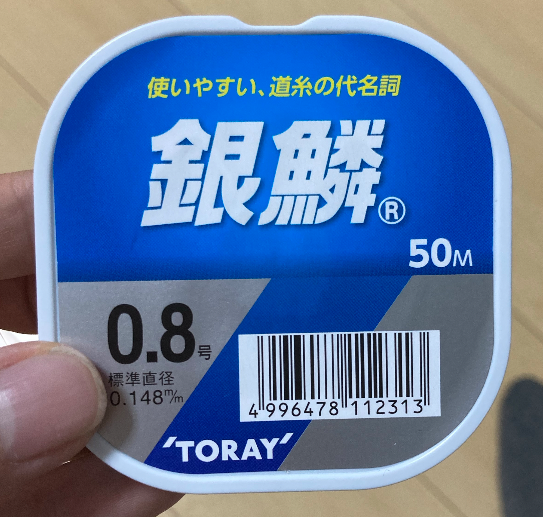 使いやすい、道糸の代名詞
銀鱗®
50M
0.8号
標準直径
0.148m/m
4 996478 112313
'TORAY'